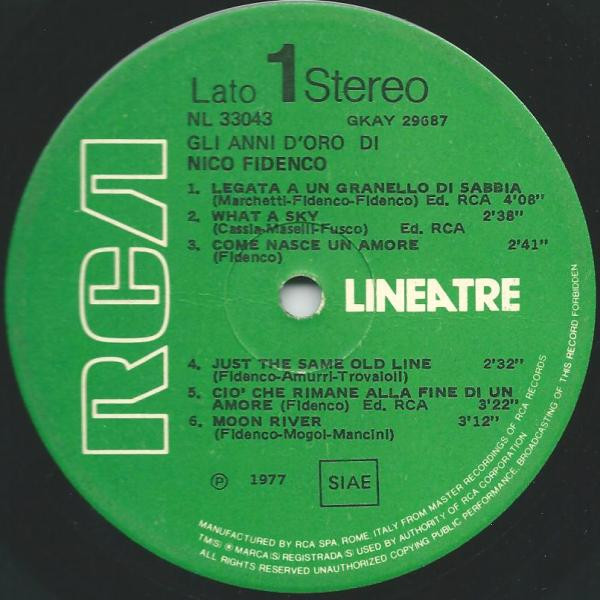 Lato 1 Stereo
NL 33043 GKAY 29687
GLI ANNI D'ORO DI
NICO FIDENCO
1. LEGATA A UN GRANELLO DI SABBIA
(Marchetti-Fidenco-Fidenco) Ed. RCA 4'06"
2. WHAT A SKY 2'38"
(Cassia-Maselli-Fusco) Ed. RCA
3. COME NASCE UN AMORE 2'41"
(Fidenco)
RCA
LINEATRE
4. JUST THE SAME OLD LINE 2'32"
(Fidenco-Amurri-Trovaioli)
5. CIO' CHE RIMANE ALLA FINE DI UN
AMORE (Fidenco) Ed. RCA 3'22"
6. MOON RIVER 3'12"
(Fidenco-Mogol-Mancini)
℗ 1977 SIAE
MANUFACTURED BY RCA SPA, ROME, ITALY FROM MASTER RECORDINGS OF RCA RECORDS
TM(S) ® MARCA(S) REGISTRADA(S) USED BY AUTHORITY OF RCA CORPORATION
ALL RIGHTS RESERVED UNAUTHORIZED COPYING PUBLIC PERFORMANCE, BROADCASTING OF THIS RECORD FORBIDDEN